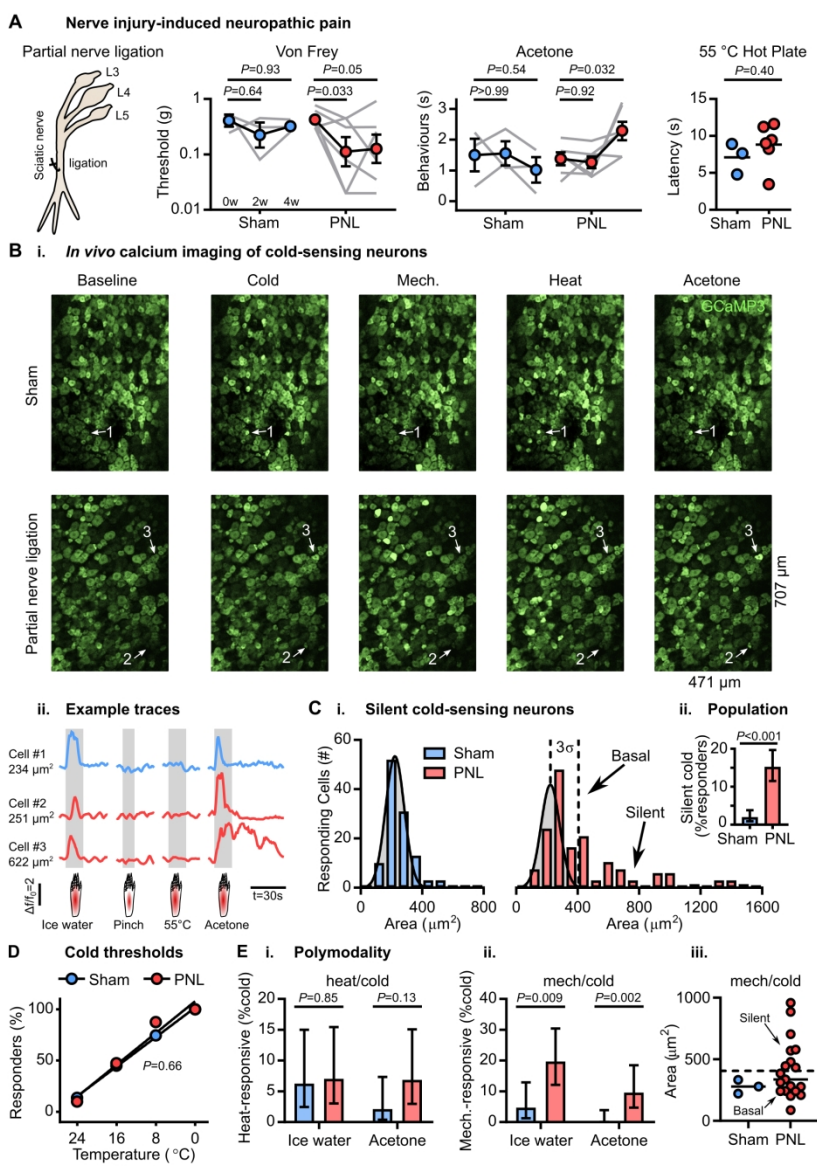 A Nerve injury-induced neuropathic pain
Partial nerve ligation
L3
L4
L5
Sciatic nerve
ligation
Von Frey
P=0.93
P=0.05
P=0.64
P=0.033
Threshold (g)
1
0.1
0.01
0w 2w 4w
Sham PNL
Acetone
P=0.54
P=0.032
P>0.99
P=0.92
Behaviours (s)
4
3
2
1
0
Sham PNL
55 °C Hot Plate
P=0.40
Latency (s)
20
15
10
5
0
Sham PNL
B i. In vivo calcium imaging of cold-sensing neurons
Baseline Cold Mech. Heat Acetone
GCaMP3
Sham
1 1 1 1 1
Partial nerve ligation
3 3 3 3 3
2 2 2 2 2
707 µm
471 µm
ii. Example traces
Cell #1
234 µm²
Cell #2
251 µm²
Cell #3
622 µm²
Δf/f₀=2
t=30s
Ice water Pinch 55°C Acetone
C i. Silent cold-sensing neurons
Responding Cells (#)
60
40
20
0
Sham
PNL
0 400 800
Area (µm²)
3σ
Basal
Silent
0 400 800 1200 1600
Area (µm²)
ii. Population
P<0.001
Silent cold
(%responders)
20
15
10
5
0
Sham PNL
D Cold thresholds
Sham PNL
Responders (%)
100
50
0
P=0.66
24 16 8 0
Temperature (°C)
E i. Polymodality
heat/cold
P=0.85 P=0.13
Heat-responsive (%cold)
20
15
10
5
0
Ice water Acetone
ii.
mech/cold
P=0.009 P=0.002
Mech.-responsive (%cold)
40
30
20
10
0
Ice water Acetone
iii.
mech/cold
Area (µm²)
1000
500
0
Silent
Basal
Sham PNL